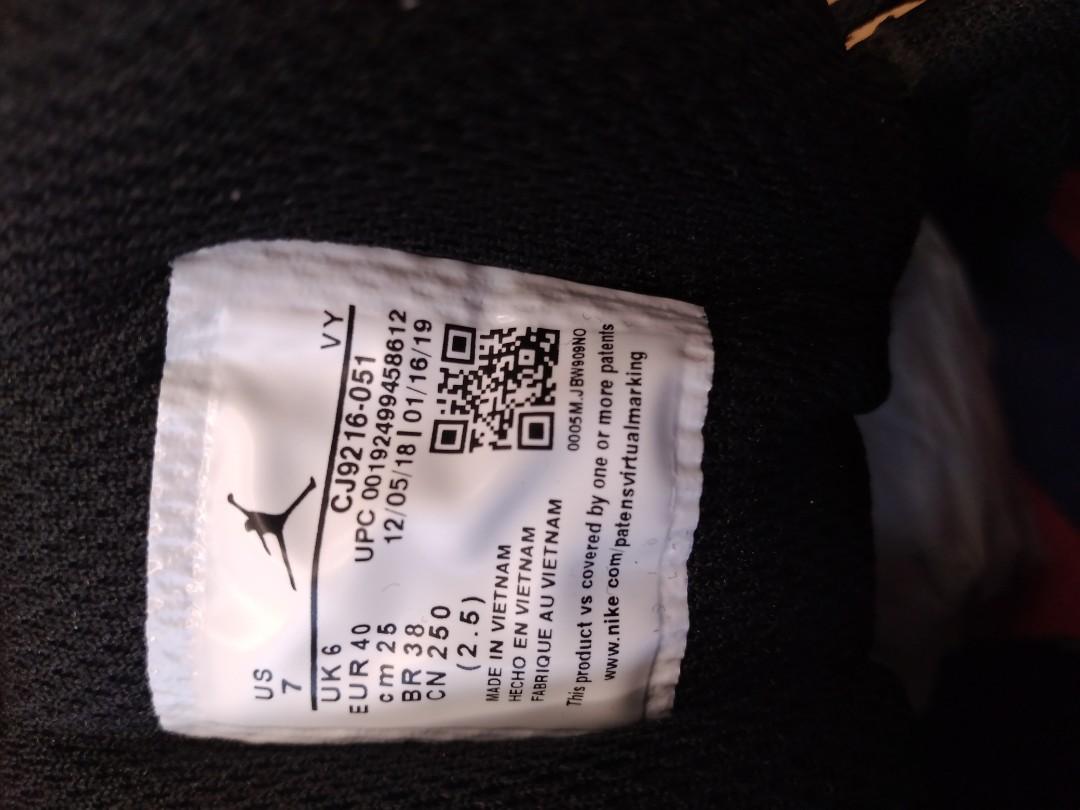 US
7
VY
UK 6
EUR 40
cm 25
BR 38
CN 250
(2.5)
CJ9216-051
UPC 00192499458612
12/05/18|01/16/19
MADE IN VIETNAM
HECHO EN VIETNAM
FABRIQUE AU VIETNAM
0005M.JBW909NO
This product vs covered by one or more patents
www.nike com/patensvirtualmarking